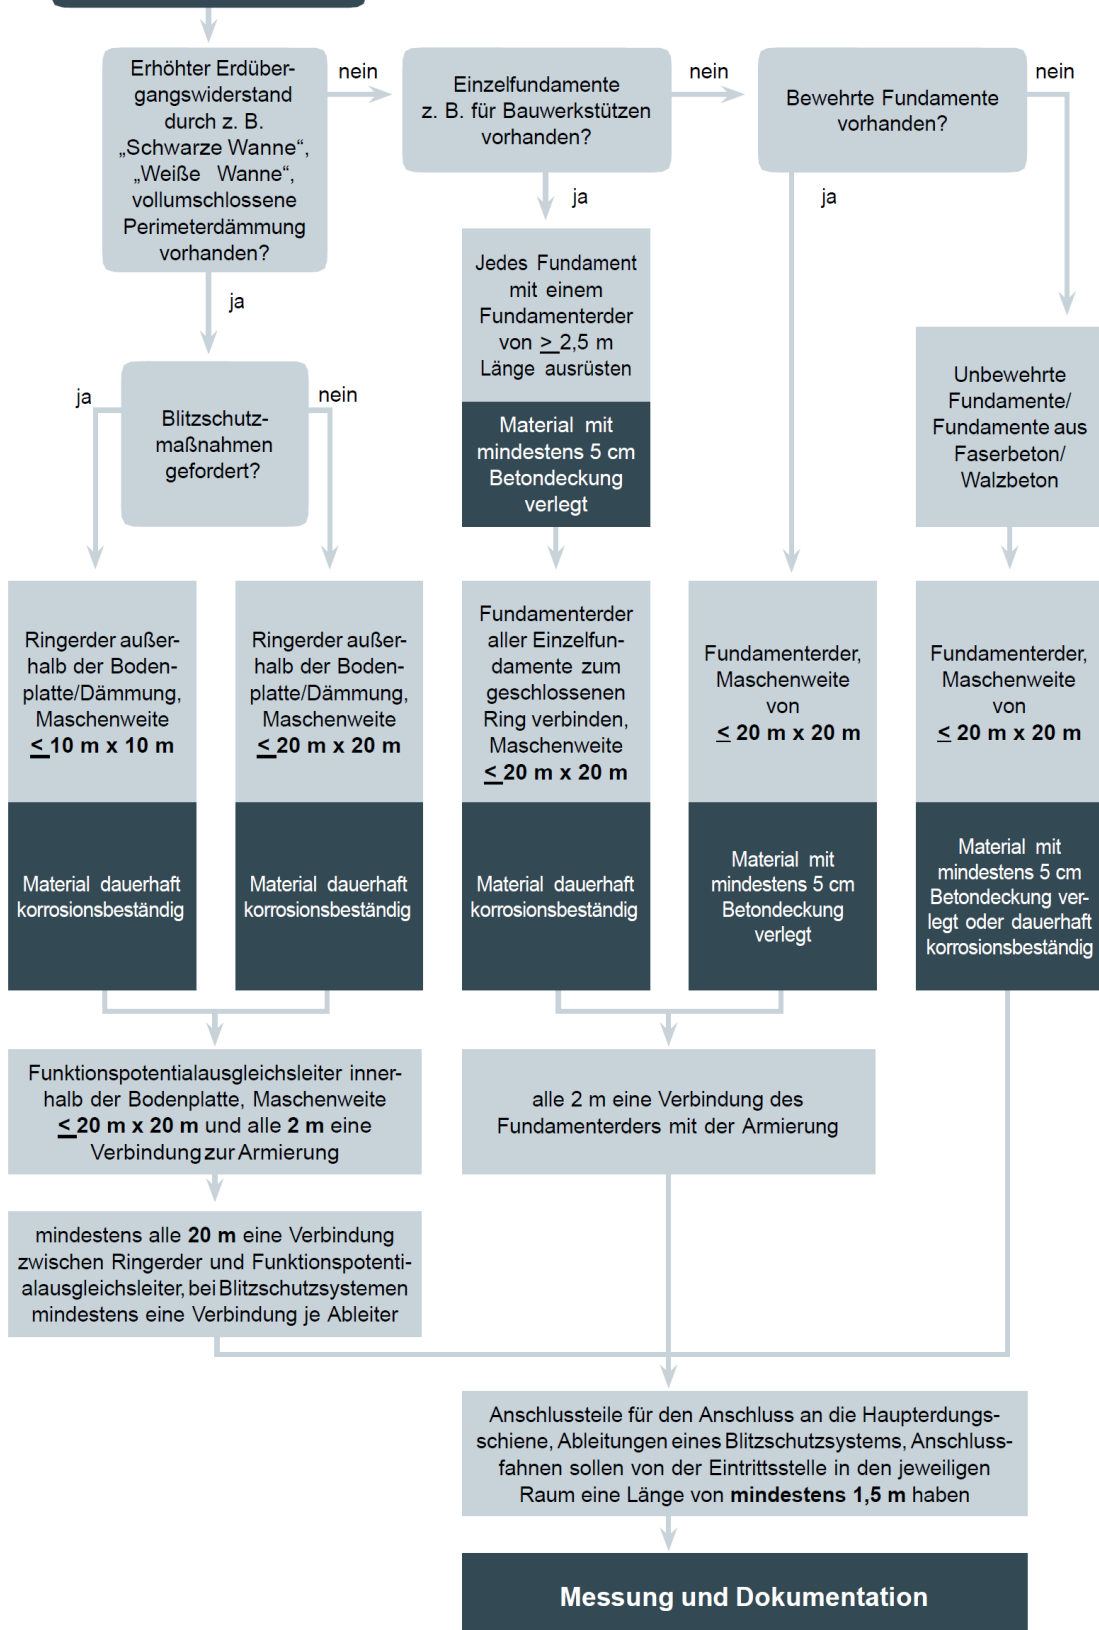 Erhöhter Erdüber-
gangswiderstand
durch z. B.
„Schwarze Wanne“,
„Weiße Wanne“,
vollumschlossene
Perimeterdämmung
vorhanden?
nein
Einzelfundamente
z. B. für Bauwerkstützen
vorhanden?
nein
Bewehrte Fundamente
vorhanden?
nein
ja
ja
ja
Jedes Fundament
mit einem
Fundamenterder
von ≥ 2,5 m
Länge ausrüsten
Material mit
mindestens 5 cm
Betondeckung
verlegt
Unbewehrte
Fundamente/
Fundamente aus
Faserbeton/
Walzbeton
ja
Blitzschutz-
maßnahmen
gefordert?
nein
Ringerder außer-
halb der Boden-
platte/Dämmung,
Maschenweite
≤ 10 m x 10 m
Material dauerhaft
korrosionsbeständig
Ringerder außer-
halb der Boden-
platte/Dämmung,
Maschenweite
≤ 20 m x 20 m
Material dauerhaft
korrosionsbeständig
Fundamenterder
aller Einzelfun-
damente zum
geschlossenen
Ring verbinden,
Maschenweite
≤ 20 m x 20 m
Material dauerhaft
korrosionsbeständig
Fundamenterder,
Maschenweite
von
≤ 20 m x 20 m
Material mit
mindestens 5 cm
Betondeckung
verlegt
Fundamenterder,
Maschenweite
von
≤ 20 m x 20 m
Material mit
mindestens 5 cm
Betondeckung ver-
legt oder dauerhaft
korrosionsbeständig
Funktionspotentialausgleichsleiter inner-
halb der Bodenplatte, Maschenweite
≤ 20 m x 20 m und alle 2 m eine
Verbindung zur Armierung
alle 2 m eine Verbindung des
Fundamenterders mit der Armierung
mindestens alle 20 m eine Verbindung
zwischen Ringerder und Funktionspotenti-
alausgleichsleiter, bei Blitzschutzsystemen
mindestens eine Verbindung je Ableiter
Anschlussteile für den Anschluss an die Haupterdungs-
schiene, Ableitungen eines Blitzschutzsystems, Anschluss-
fahnen sollen von der Eintrittsstelle in den jeweiligen
Raum eine Länge von mindestens 1,5 m haben
Messung und Dokumentation